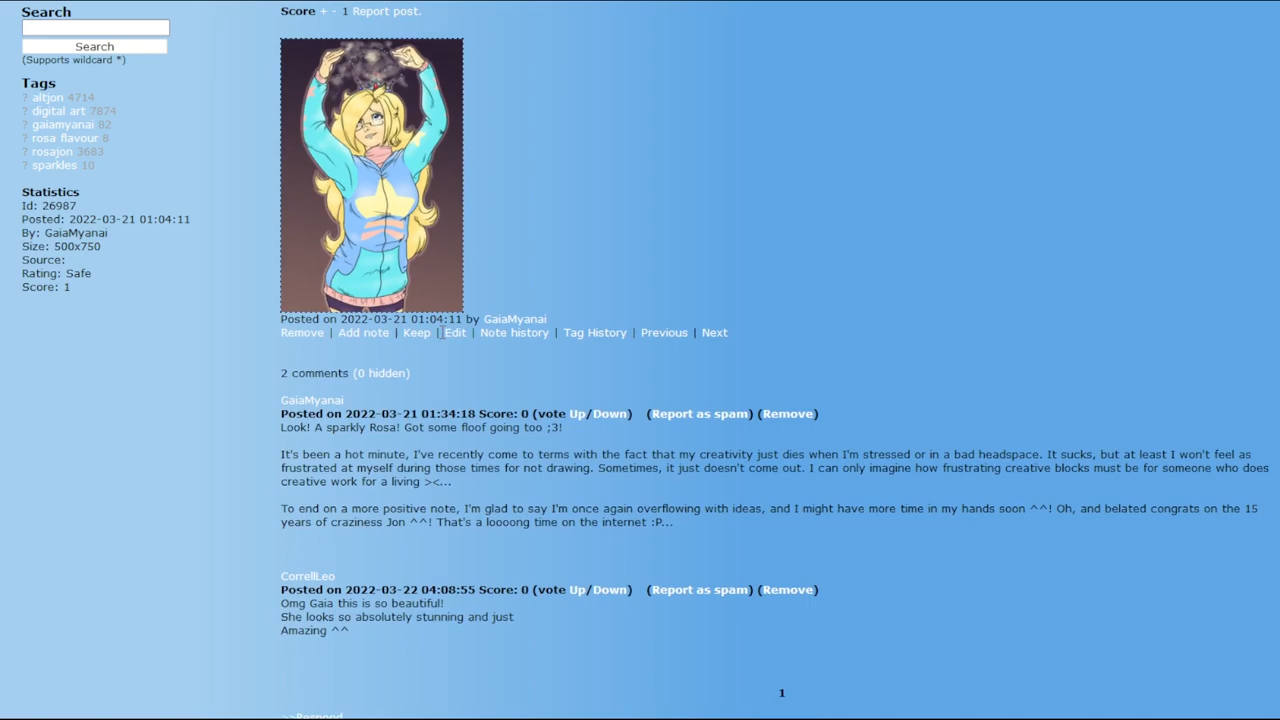 Search
Search
(Supports wildcard *)
Tags
? altjon 4714
? digital art 7874
? gaiamyanai 82
? rosa flavour 8
? rosajon 3683
? sparkles 10
Statistics
Id: 26987
Posted: 2022-03-21 01:04:11
By: GaiaMyanai
Size: 500x750
Source:
Rating: Safe
Score: 1
Score + - 1 Report post.
Posted on 2022-03-21 01:04:11 by GaiaMyanai
Remove | Add note | Keep | Edit | Note history | Tag History | Previous | Next
2 comments (0 hidden)
GaiaMyanai
Posted on 2022-03-21 01:34:18 Score: 0 (vote Up/Down) (Report as spam) (Remove)
Look! A sparkly Rosa! Got some floof going too ;3!
It's been a hot minute, I've recently come to terms with the fact that my creativity just dies when I'm stressed or in a bad headspace. It sucks, but at least I won't feel as
frustrated at myself during those times for not drawing. Sometimes, it just doesn't come out. I can only imagine how frustrating creative blocks must be for someone who does
creative work for a living ><...
To end on a more positive note, I'm glad to say I'm once again overflowing with ideas, and I might have more time in my hands soon ^^! Oh, and belated congrats on the 15
years of craziness Jon ^^! That's a loooong time on the internet :P...
CorrellLeo
Posted on 2022-03-22 04:08:55 Score: 0 (vote Up/Down) (Report as spam) (Remove)
Omg Gaia this is so beautiful!
She looks so absolutely stunning and just
Amazing ^^
1
>>Respond